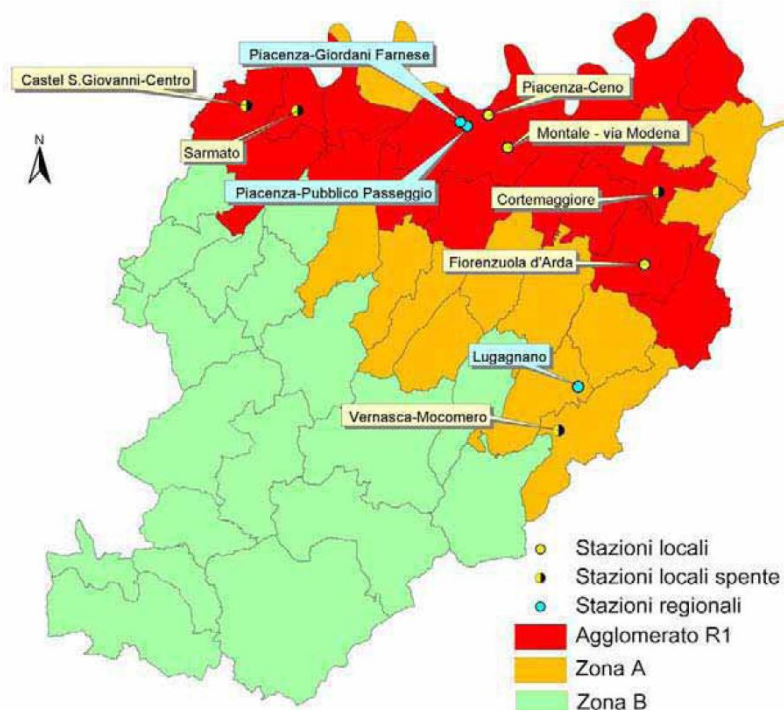 Piacenza-Giordani Farnese
Castel S.Giovanni-Centro
Piacenza-Ceno
N
Sarmato
Montale - via Modena
Piacenza-Pubblico Passeggio
Cortemaggiore
Fiorenzuola d'Arda
Lugagnano
Vernasca-Mocomero
Stazioni locali
Stazioni locali spente
Stazioni regionali
Agglomerato R1
Zona A
Zona B